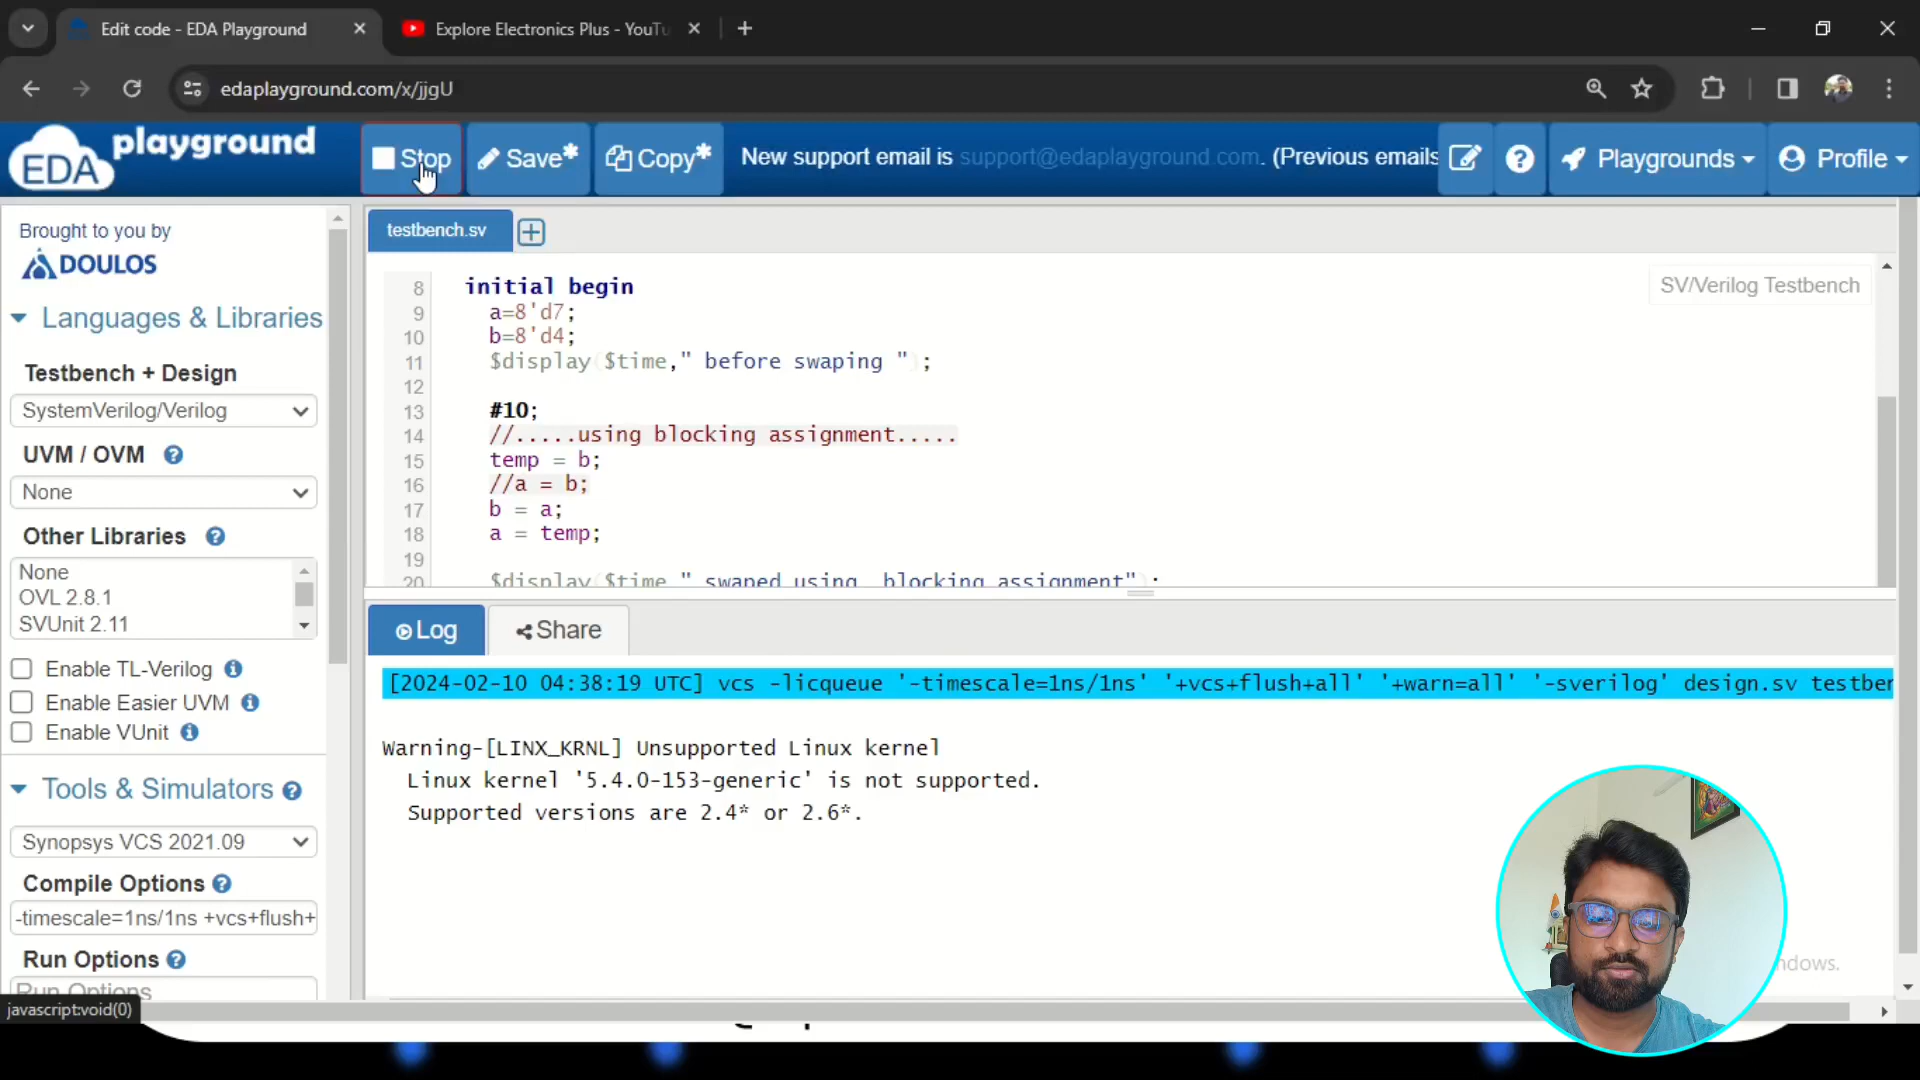 Edit code - EDA Playground
Explore Electronics Plus - YouTu
edaplayground.com/x/jjgU
EDA playground
Stop
Save*
Copy*
New support email is support@edaplayground.com. (Previous emails
Playgrounds
Profile
Brought to you by
DOULOS
Languages & Libraries
Testbench + Design
SystemVerilog/Verilog
UVM / OVM
None
Other Libraries
None
OVL 2.8.1
SVUnit 2.11
Enable TL-Verilog
Enable Easier UVM
Enable VUnit
Tools & Simulators
Synopsys VCS 2021.09
Compile Options
-timescale=1ns/1ns +vcs+flush+
Run Options
Run Options
javascript:void(0)
testbench.sv
SV/Verilog Testbench
8 initial begin
9 a=8'd7;
10 b=8'd4;
11 $display($time," before swaping ");
12
13 #10;
14 //.....using blocking assignment.....
15 temp = b;
16 //a = b;
17 b = a;
18 a = temp;
19
20 $display($time," swaped using  blocking assignment");
Log
Share
[2024-02-10 04:38:19 UTC] vcs -licqueue '-timescale=1ns/1ns' '+vcs+flush+all' '+warn=all' '-sverilog' design.sv testben
Warning-[LINX_KRNL] Unsupported Linux kernel
Linux kernel '5.4.0-153-generic' is not supported.
Supported versions are 2.4* or 2.6*.
ndows.